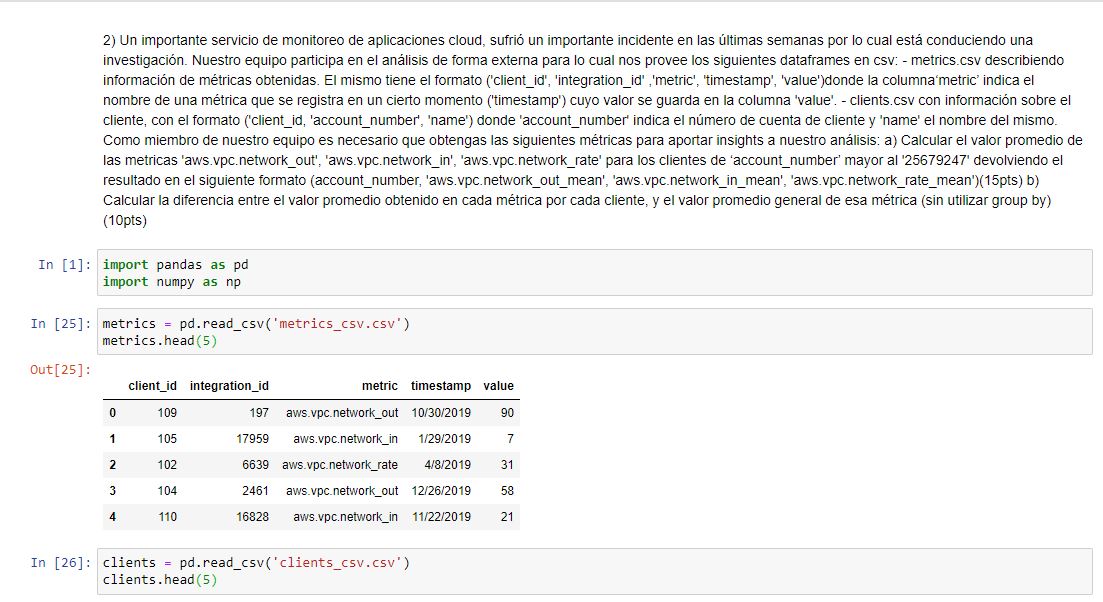 2) Un importante servicio de monitoreo de aplicaciones cloud, sufrió un importante incidente en las últimas semanas por lo cual está conduciendo una
investigación. Nuestro equipo participa en el análisis de forma externa para lo cual nos provee los siguientes dataframes en csv: - metrics.csv describiendo
información de métricas obtenidas. El mismo tiene el formato ('client_id', 'integration_id' ,'metric', 'timestamp', 'value')donde la columna‘metric’ indica el
nombre de una métrica que se registra en un cierto momento ('timestamp') cuyo valor se guarda en la columna 'value'. - clients.csv con información sobre el
cliente, con el formato ('client_id, 'account_number', 'name') donde 'account_number' indica el número de cuenta de cliente y 'name' el nombre del mismo.
Como miembro de nuestro equipo es necesario que obtengas las siguientes métricas para aportar insights a nuestro análisis: a) Calcular el valor promedio de
las metricas 'aws.vpc.network_out', 'aws.vpc.network_in', 'aws.vpc.network_rate' para los clientes de ‘account_number’ mayor al '25679247' devolviendo el
resultado en el siguiente formato (account_number, 'aws.vpc.network_out_mean', 'aws.vpc.network_in_mean', 'aws.vpc.network_rate_mean')(15pts) b)
Calcular la diferencia entre el valor promedio obtenido en cada métrica por cada cliente, y el valor promedio general de esa métrica (sin utilizar group by)
(10pts)
In [1]: import pandas as pd
import numpy as np
In [25]: metrics = pd.read_csv('metrics_csv.csv')
metrics.head(5)
Out[25]:
client_id integration_id metric timestamp value
0 109 197 aws.vpc.network_out 10/30/2019 90
1 105 17959 aws.vpc.network_in 1/29/2019 7
2 102 6639 aws.vpc.network_rate 4/8/2019 31
3 104 2461 aws.vpc.network_out 12/26/2019 58
4 110 16828 aws.vpc.network_in 11/22/2019 21
In [26]: clients = pd.read_csv('clients_csv.csv')
clients.head(5)